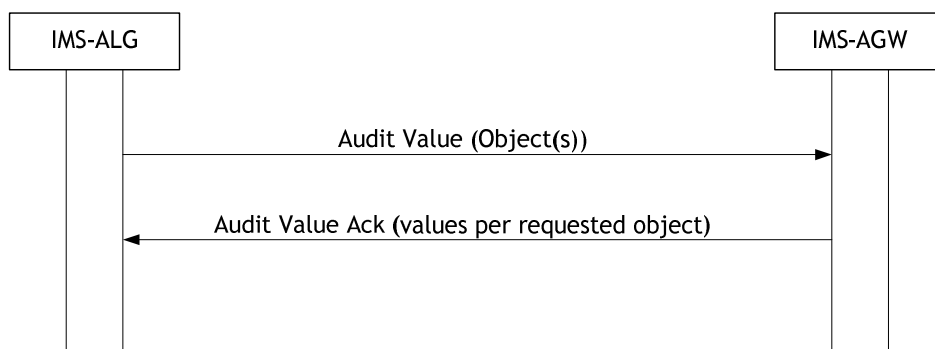 IMS-ALG
IMS-AGW
Audit Value (Object(s))
Audit Value Ack (values per requested object)